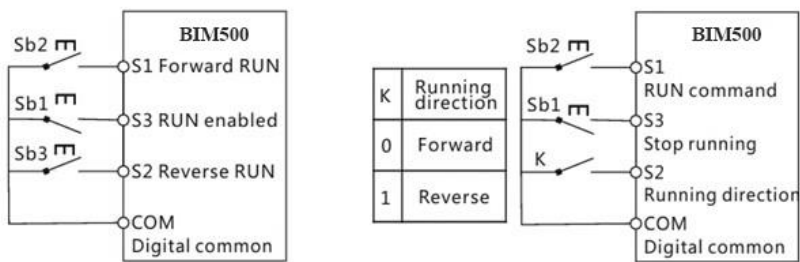 BIM500
Sb2
S1 Forward RUN
Sb1
S3 RUN enabled
Sb3
S2 Reverse RUN
COM
Digital common
K Running direction
0 Forward
1 Reverse
BIM500
Sb2
S1
RUN command
Sb1
S3
Stop running
K
S2
Running direction
COM
Digital common